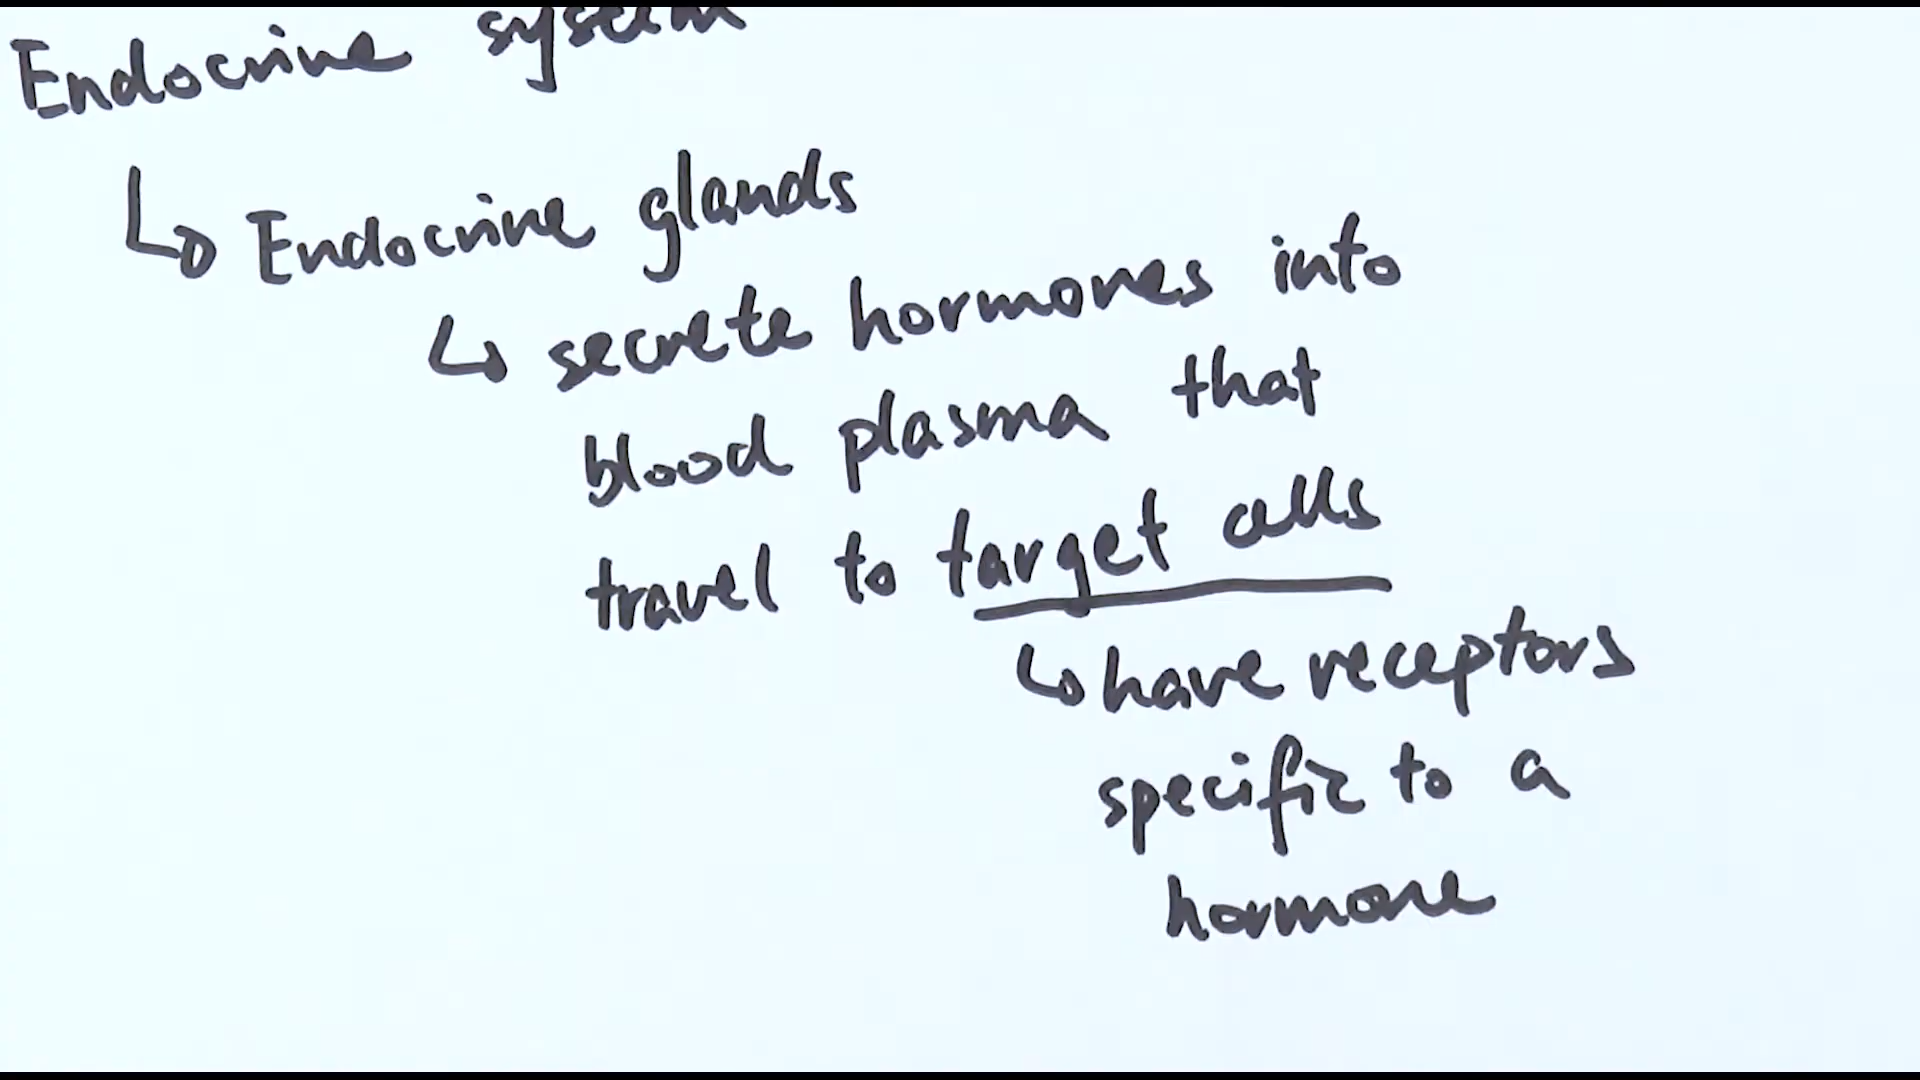 Endocrine system
↳ Endocrine glands
↳ secrete hormones into
blood plasma that
travel to target cells
↳ have receptors
specific to a
hormone